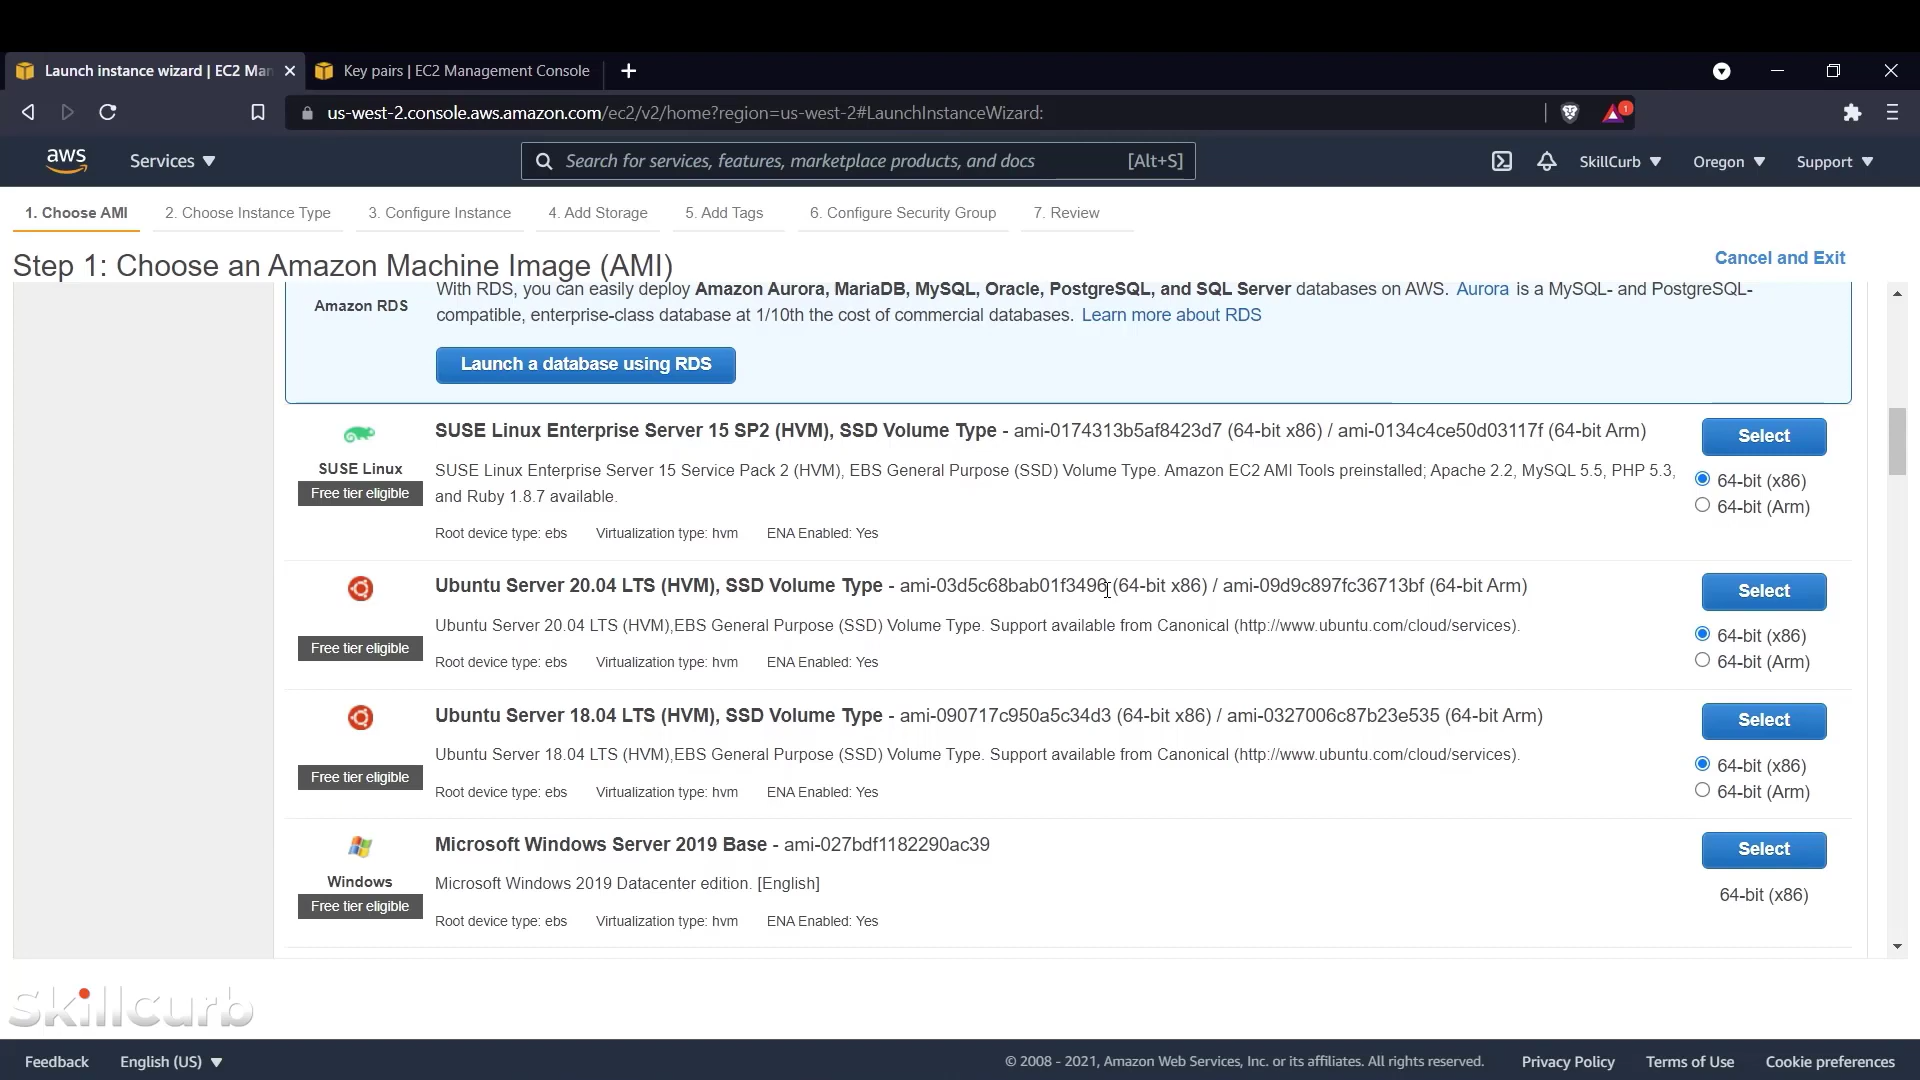 Launch instance wizard | EC2 Man
Key pairs | EC2 Management Console
us-west-2.console.aws.amazon.com/ec2/v2/home?region=us-west-2#LaunchInstanceWizard:
1
aws
Services
Search for services, features, marketplace products, and docs
[Alt+S]
SkillCurb
Oregon
Support
1. Choose AMI
2. Choose Instance Type
3. Configure Instance
4. Add Storage
5. Add Tags
6. Configure Security Group
7. Review
Step 1: Choose an Amazon Machine Image (AMI)
Cancel and Exit
Amazon RDS
With RDS, you can easily deploy Amazon Aurora, MariaDB, MySQL, Oracle, PostgreSQL, and SQL Server databases on AWS. Aurora is a MySQL- and PostgreSQL-
compatible, enterprise-class database at 1/10th the cost of commercial databases. Learn more about RDS
Launch a database using RDS
SUSE Linux
Free tier eligible
SUSE Linux Enterprise Server 15 SP2 (HVM), SSD Volume Type - ami-0174313b5af8423d7 (64-bit x86) / ami-0134c4ce50d03117f (64-bit Arm)
SUSE Linux Enterprise Server 15 Service Pack 2 (HVM), EBS General Purpose (SSD) Volume Type. Amazon EC2 AMI Tools preinstalled; Apache 2.2, MySQL 5.5, PHP 5.3,
and Ruby 1.8.7 available.
Root device type: ebs Virtualization type: hvm ENA Enabled: Yes
Select
64-bit (x86)
64-bit (Arm)
Free tier eligible
Ubuntu Server 20.04 LTS (HVM), SSD Volume Type - ami-03d5c68bab01f3496 (64-bit x86) / ami-09d9c897fc36713bf (64-bit Arm)
Ubuntu Server 20.04 LTS (HVM),EBS General Purpose (SSD) Volume Type. Support available from Canonical (http://www.ubuntu.com/cloud/services).
Root device type: ebs Virtualization type: hvm ENA Enabled: Yes
Select
64-bit (x86)
64-bit (Arm)
Free tier eligible
Ubuntu Server 18.04 LTS (HVM), SSD Volume Type - ami-090717c950a5c34d3 (64-bit x86) / ami-0327006c87b23e535 (64-bit Arm)
Ubuntu Server 18.04 LTS (HVM),EBS General Purpose (SSD) Volume Type. Support available from Canonical (http://www.ubuntu.com/cloud/services).
Root device type: ebs Virtualization type: hvm ENA Enabled: Yes
Select
64-bit (x86)
64-bit (Arm)
Windows
Free tier eligible
Microsoft Windows Server 2019 Base - ami-027bdf1182290ac39
Microsoft Windows 2019 Datacenter edition. [English]
Root device type: ebs Virtualization type: hvm ENA Enabled: Yes
Select
64-bit (x86)
Skillcurb
Feedback
English (US)
© 2008 - 2021, Amazon Web Services, Inc. or its affiliates. All rights reserved.
Privacy Policy
Terms of Use
Cookie preferences